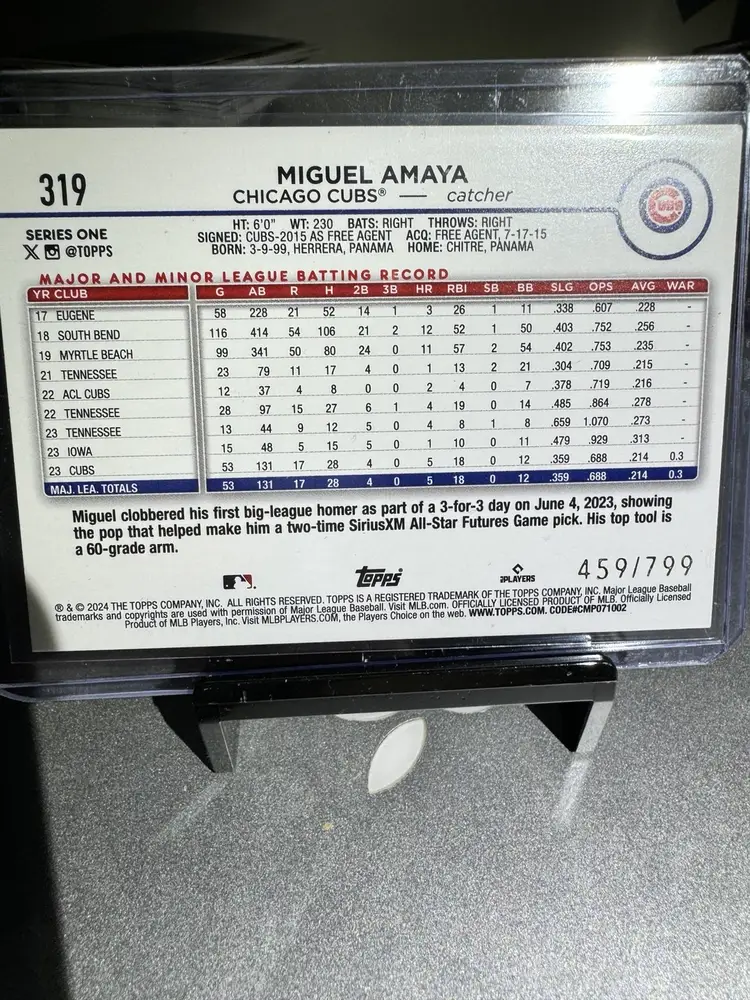 319
MIGUEL AMAYA
CHICAGO CUBS® — catcher
SERIES ONE
@TOPPS
HT: 6'0" WT: 230 BATS: RIGHT THROWS: RIGHT
SIGNED: CUBS-2015 AS FREE AGENT ACQ: FREE AGENT, 7-17-15
BORN: 3-9-99, HERRERA, PANAMA HOME: CHITRE, PANAMA
MAJOR AND MINOR LEAGUE BATTING RECORD
YR CLUB G AB R H 2B 3B HR RBI SB BB SLG OPS AVG WAR
17 EUGENE 58 228 21 52 14 1 3 26 1 11 .338 .607 .228 -
18 SOUTH BEND 116 414 54 106 21 2 12 52 1 50 .403 .752 .256 -
19 MYRTLE BEACH 99 341 50 80 24 0 11 57 2 54 .402 .753 .235 -
21 TENNESSEE 23 79 11 17 4 0 1 13 2 21 .304 .709 .215 -
22 ACL CUBS 12 37 4 8 0 0 2 4 0 7 .378 .719 .216 -
22 TENNESSEE 28 97 15 27 6 1 4 19 0 14 .485 .864 .278 -
23 TENNESSEE 13 44 9 12 5 0 4 8 1 8 .659 1.070 .273 -
23 IOWA 15 48 5 15 5 0 1 10 0 11 .479 .929 .313 -
23 CUBS 53 131 17 28 4 0 5 18 0 12 .359 .688 .214 0.3
MAJ. LEA. TOTALS 53 131 17 28 4 0 5 18 0 12 .359 .688 .214 0.3
Miguel clobbered his first big-league homer as part of a 3-for-3 day on June 4, 2023, showing
the pop that helped make him a two-time SiriusXM All-Star Futures Game pick. His top tool is
a 60-grade arm.
topps
PLAYERS
459/799
® & © 2024 THE TOPPS COMPANY, INC. ALL RIGHTS RESERVED. TOPPS IS A REGISTERED TRADEMARK OF THE TOPPS COMPANY, INC. Major League Baseball
trademarks and copyrights are used with permission of Major League Baseball. Visit MLB.com. OFFICIALLY LICENSED PRODUCT OF MLB. Officially Licensed
Product of MLB Players, Inc. Visit MLBPLAYERS.COM, the Players Choice on the web. WWW.TOPPS.COM. CODE#CMP071002